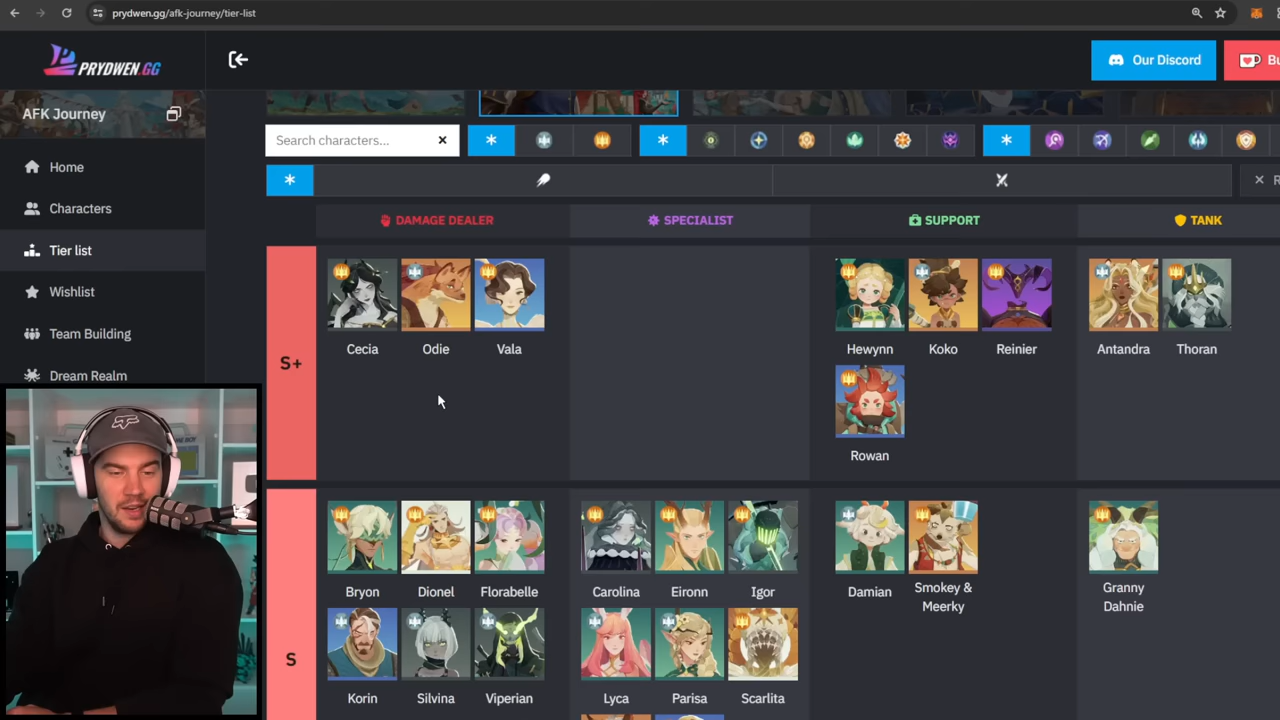 prydwen.gg/afk-journey/tier-list
PRYDWEN.GG
Our Discord
Bu
AFK Journey
Search characters...
Home
Characters
Tier list
Wishlist
Team Building
Dream Realm
R
DAMAGE DEALER
SPECIALIST
SUPPORT
TANK
S+
Cecia
Odie
Vala
Hewynn
Koko
Reinier
Antandra
Thoran
Rowan
S
Bryon
Dionel
Florabelle
Carolina
Eironn
Igor
Damian
Smokey &
Meerky
Granny
Dahnie
Korin
Silvina
Viperian
Lyca
Parisa
Scarlita